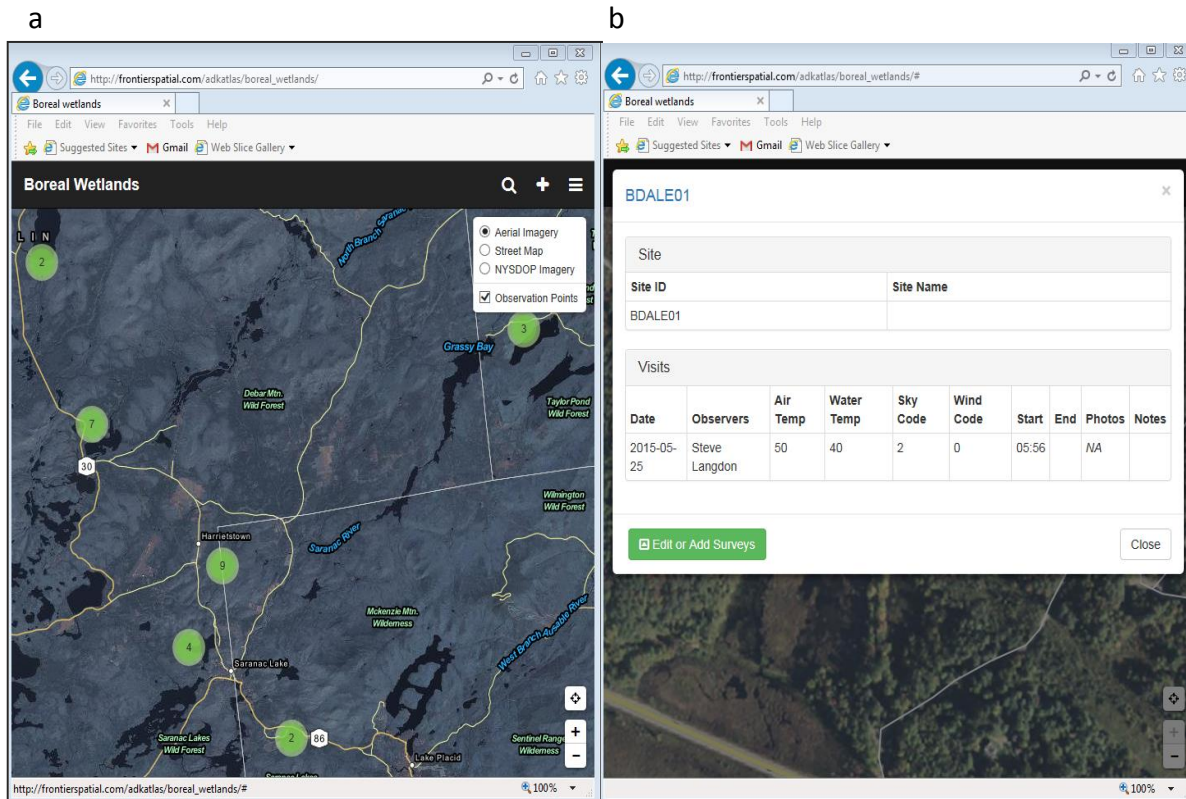 a
http://frontierspatial.com/adkatlas/boreal_wetlands/
Boreal wetlands
File Edit View Favorites Tools Help
Suggested Sites Gmail Web Slice Gallery
Boreal Wetlands
Aerial Imagery
Street Map
NYSDOP Imagery
Observation Points
L I N
2
North Branch Saranac
3
Grassy Bay
Debar Mtn.
Wild Forest
Taylor Pond
Wild Forest
7
30
Wilmington
Wild Forest
Harrietstown
Saranac River
9
Mckenzie Mtn.
Wilderness
West Branch Ausable River
4
Saranac Lake
Saranac Lakes
Wild Forest
2
86
Sentinel Range
Wilderness
Lake Placid
Saranac Lakes
http://frontierspatial.com/adkatlas/boreal_wetlands/#
100%
b
http://frontierspatial.com/adkatlas/boreal_wetlands/#
Boreal wetlands
File Edit View Favorites Tools Help
Suggested Sites Gmail Web Slice Gallery
BDALE01
Site
Site ID Site Name
BDALE01
Visits
Date Observers Air Temp Water Temp Sky Code Wind Code Start End Photos Notes
2015-05-25 Steve Langdon 50 40 2 0 05:56 NA
Edit or Add Surveys
Close
100%